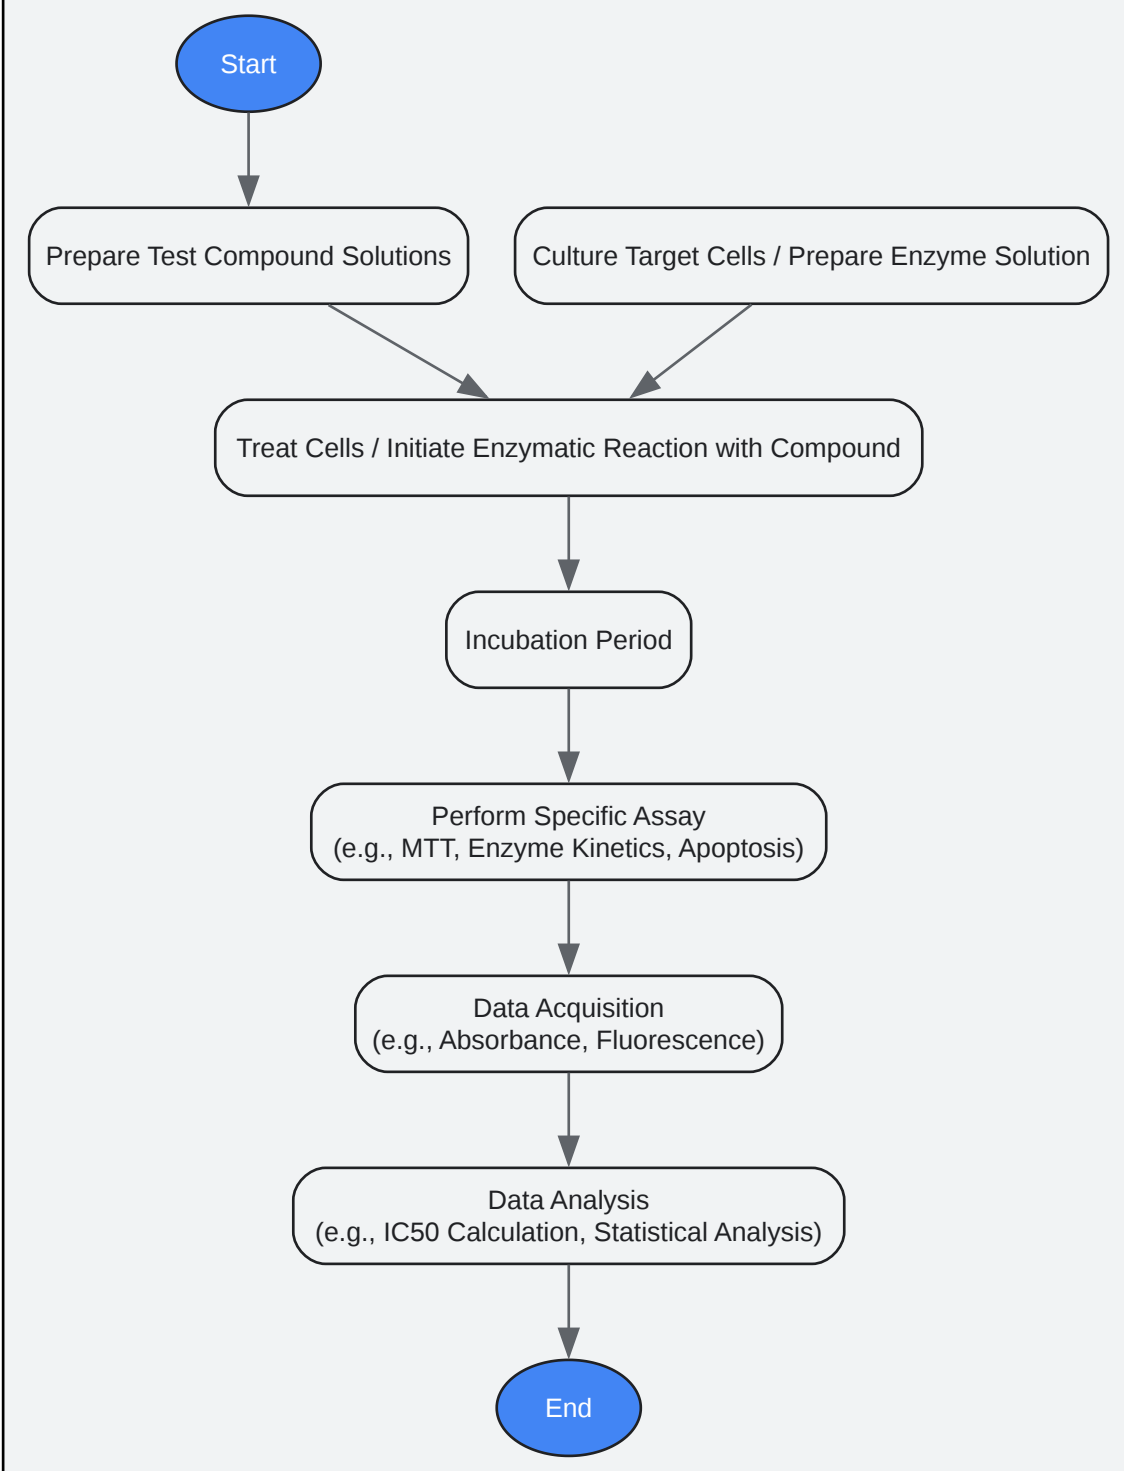 Start
Prepare Test Compound Solutions
Culture Target Cells / Prepare Enzyme Solution
Treat Cells / Initiate Enzymatic Reaction with Compound
Incubation Period
Perform Specific Assay
(e.g., MTT, Enzyme Kinetics, Apoptosis)
Data Acquisition
(e.g., Absorbance, Fluorescence)
Data Analysis
(e.g., IC50 Calculation, Statistical Analysis)
End